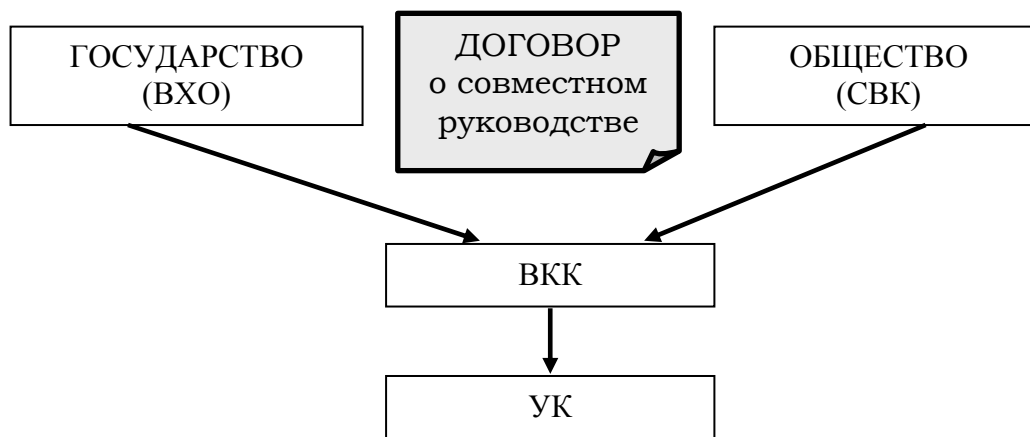 ГОСУДАРСТВО
(ВХО)
ДОГОВОР
о совместном
руководстве
ОБЩЕСТВО
(СВК)
ВКК
УК